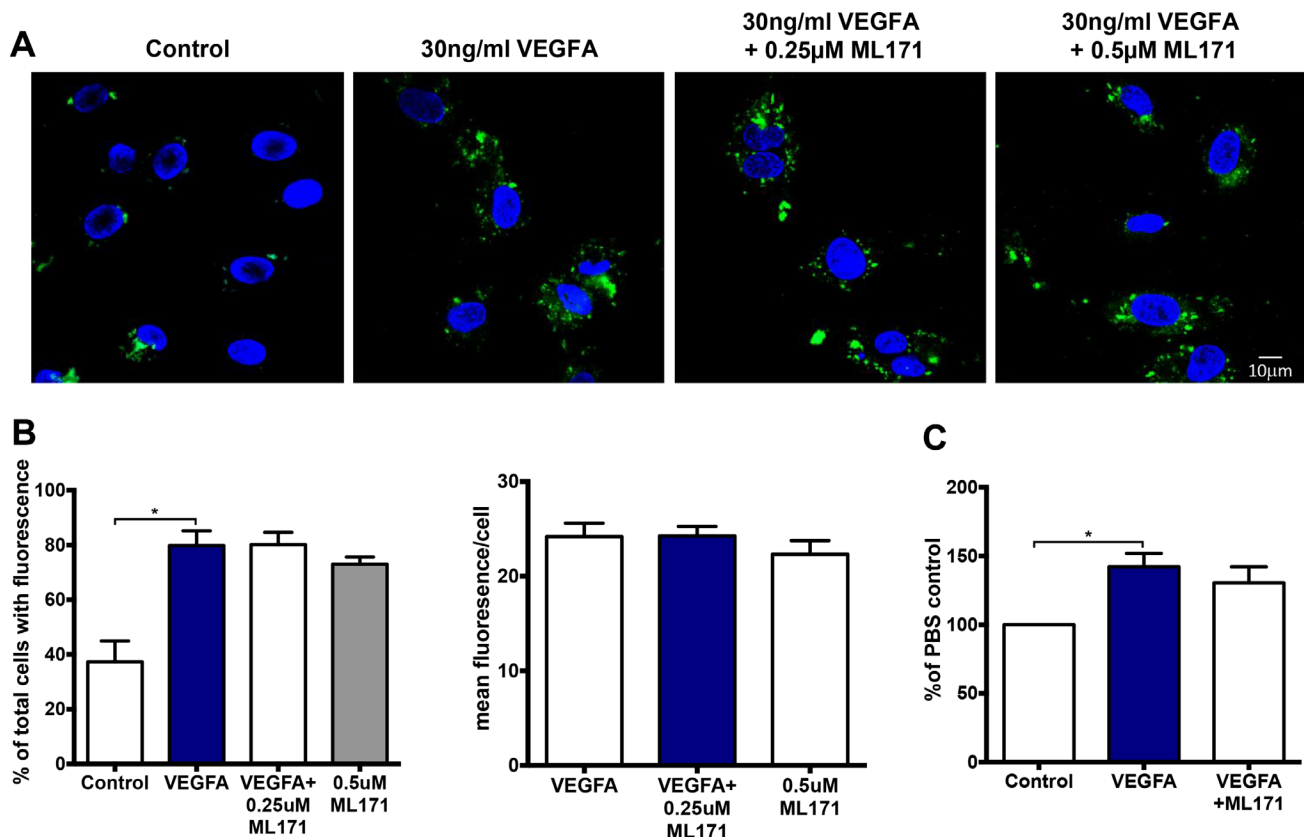 A
Control
30ng/ml VEGFA
30ng/ml VEGFA
+ 0.25µM ML171
30ng/ml VEGFA
+ 0.5µM ML171
10µm
B
% of total cells with fluorescence
100
80
60
40
20
0
*
Control
VEGFA
VEGFA+
0.25uM
ML171
0.5uM
ML171
mean fluoresence/cell
30
20
10
0
VEGFA
VEGFA+
0.25uM
ML171
0.5uM
ML171
C
%of PBS control
200
150
100
50
0
*
Control
VEGFA
VEGFA
+ML171